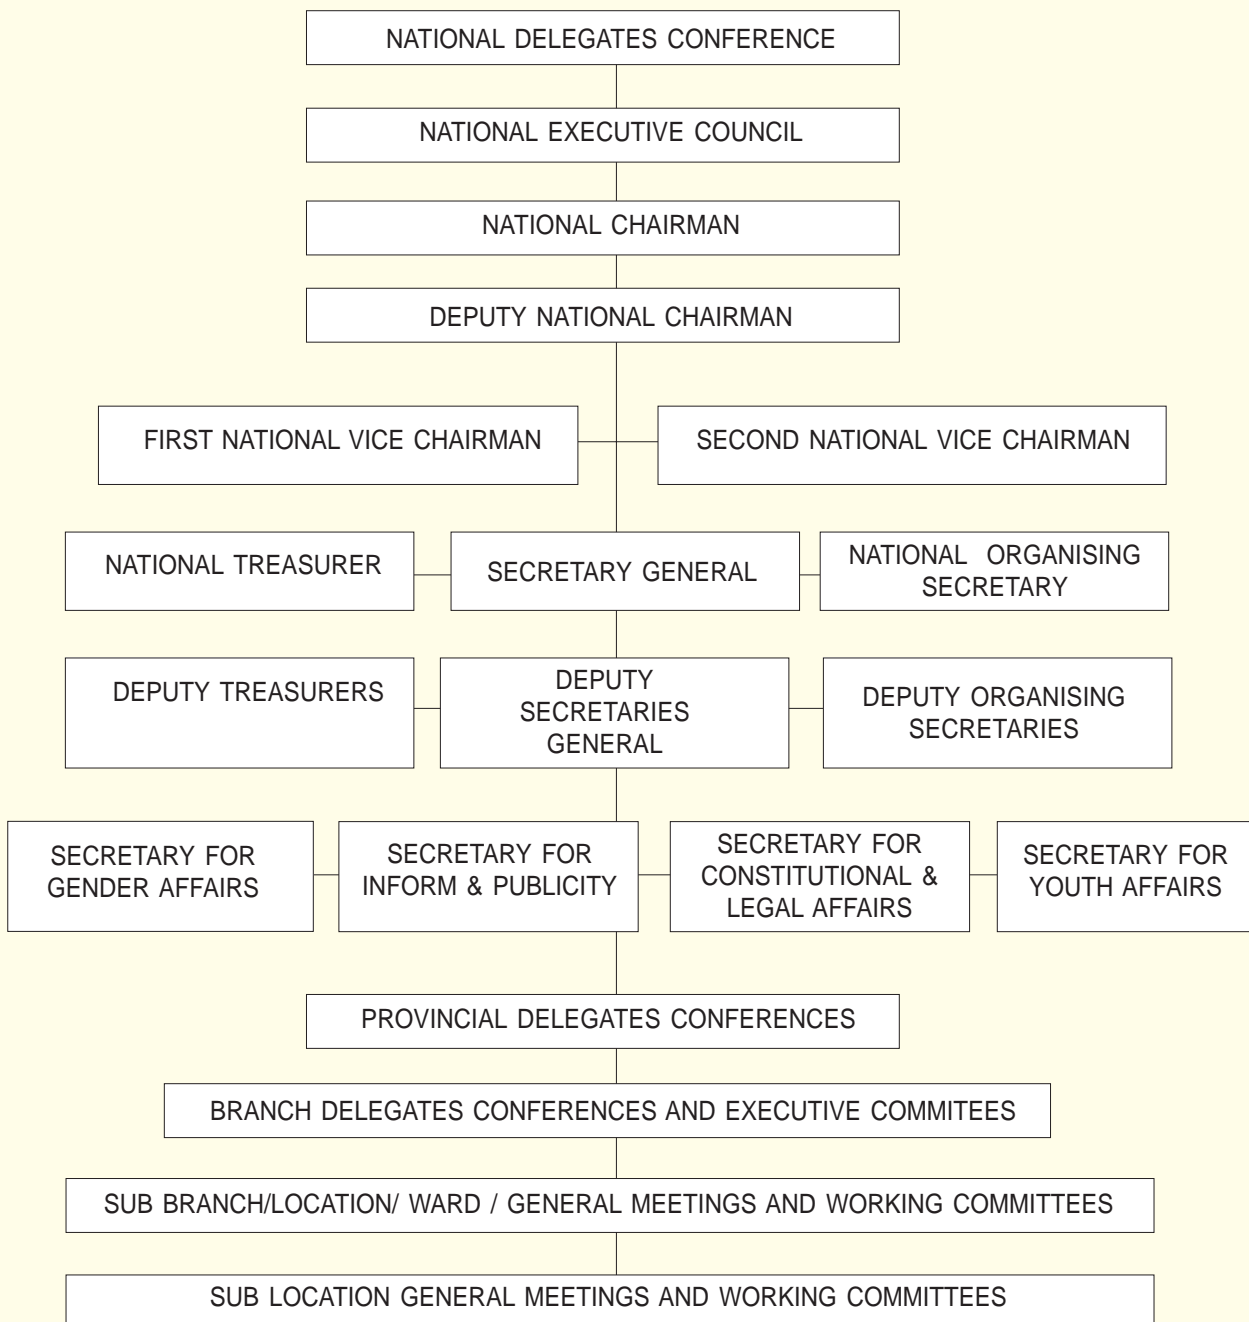 NATIONAL DELEGATES CONFERENCE
NATIONAL EXECUTIVE COUNCIL
NATIONAL CHAIRMAN
DEPUTY NATIONAL CHAIRMAN
FIRST NATIONAL VICE CHAIRMAN
SECOND NATIONAL VICE CHAIRMAN
NATIONAL TREASURER
SECRETARY GENERAL
NATIONAL ORGANISING
SECRETARY
DEPUTY TREASURERS
DEPUTY
SECRETARIES
GENERAL
DEPUTY ORGANISING
SECRETARIES
SECRETARY FOR
GENDER AFFAIRS
SECRETARY FOR
INFORM & PUBLICITY
SECRETARY FOR
CONSTITUTIONAL &
LEGAL AFFAIRS
SECRETARY FOR
YOUTH AFFAIRS
PROVINCIAL DELEGATES CONFERENCES
BRANCH DELEGATES CONFERENCES AND EXECUTIVE COMMITEES
SUB BRANCH/LOCATION/ WARD / GENERAL MEETINGS AND WORKING COMMITTEES
SUB LOCATION GENERAL MEETINGS AND WORKING COMMITTEES